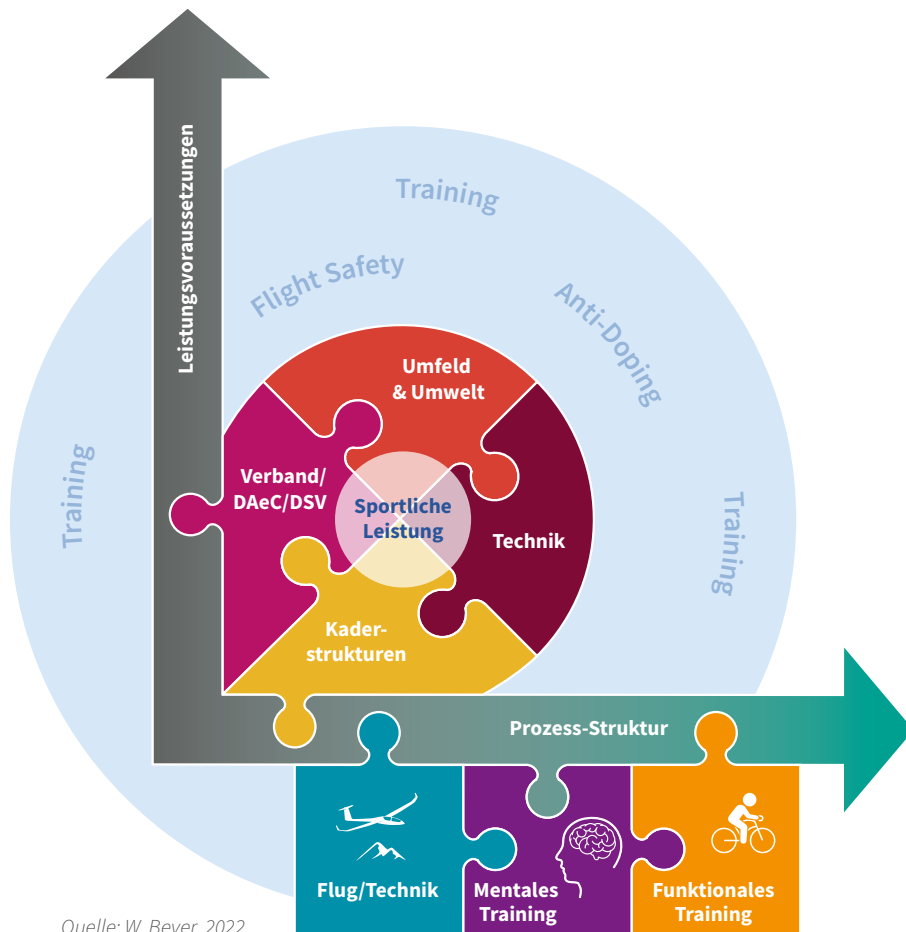 Leistungsvoraussetzungen
Training
Flight Safety
Anti-Doping
Training
Training
Umfeld
& Umwelt
Verband/
DAeC/DSV
Sportliche
Leistung
Technik
Kader-
strukturen
Prozess-Struktur
Flug/Technik
Mentales
Training
Funktionales
Training
Quelle: W. Beyer, 2022